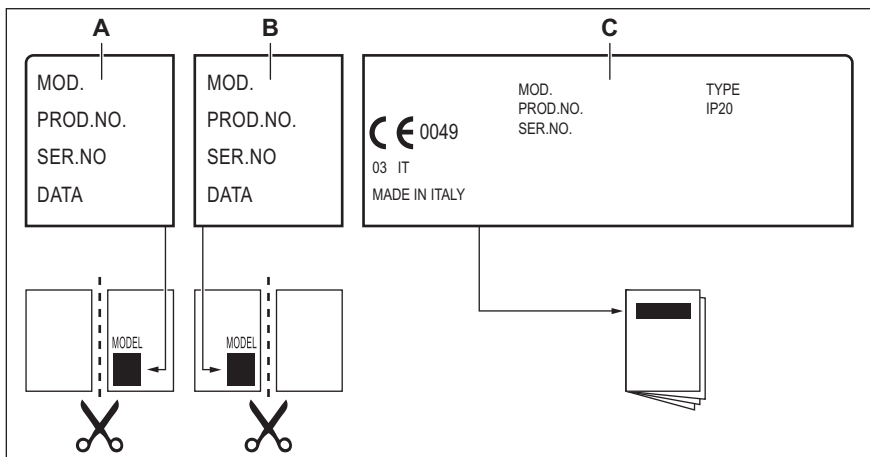 A
B
C
MOD.
PROD.NO.
SER.NO
DATA
MOD.
PROD.NO.
SER.NO
DATA
MOD.
PROD.NO.
SER.NO.
TYPE
IP20
CE 0049
03 IT
MADE IN ITALY
MODEL
MODEL